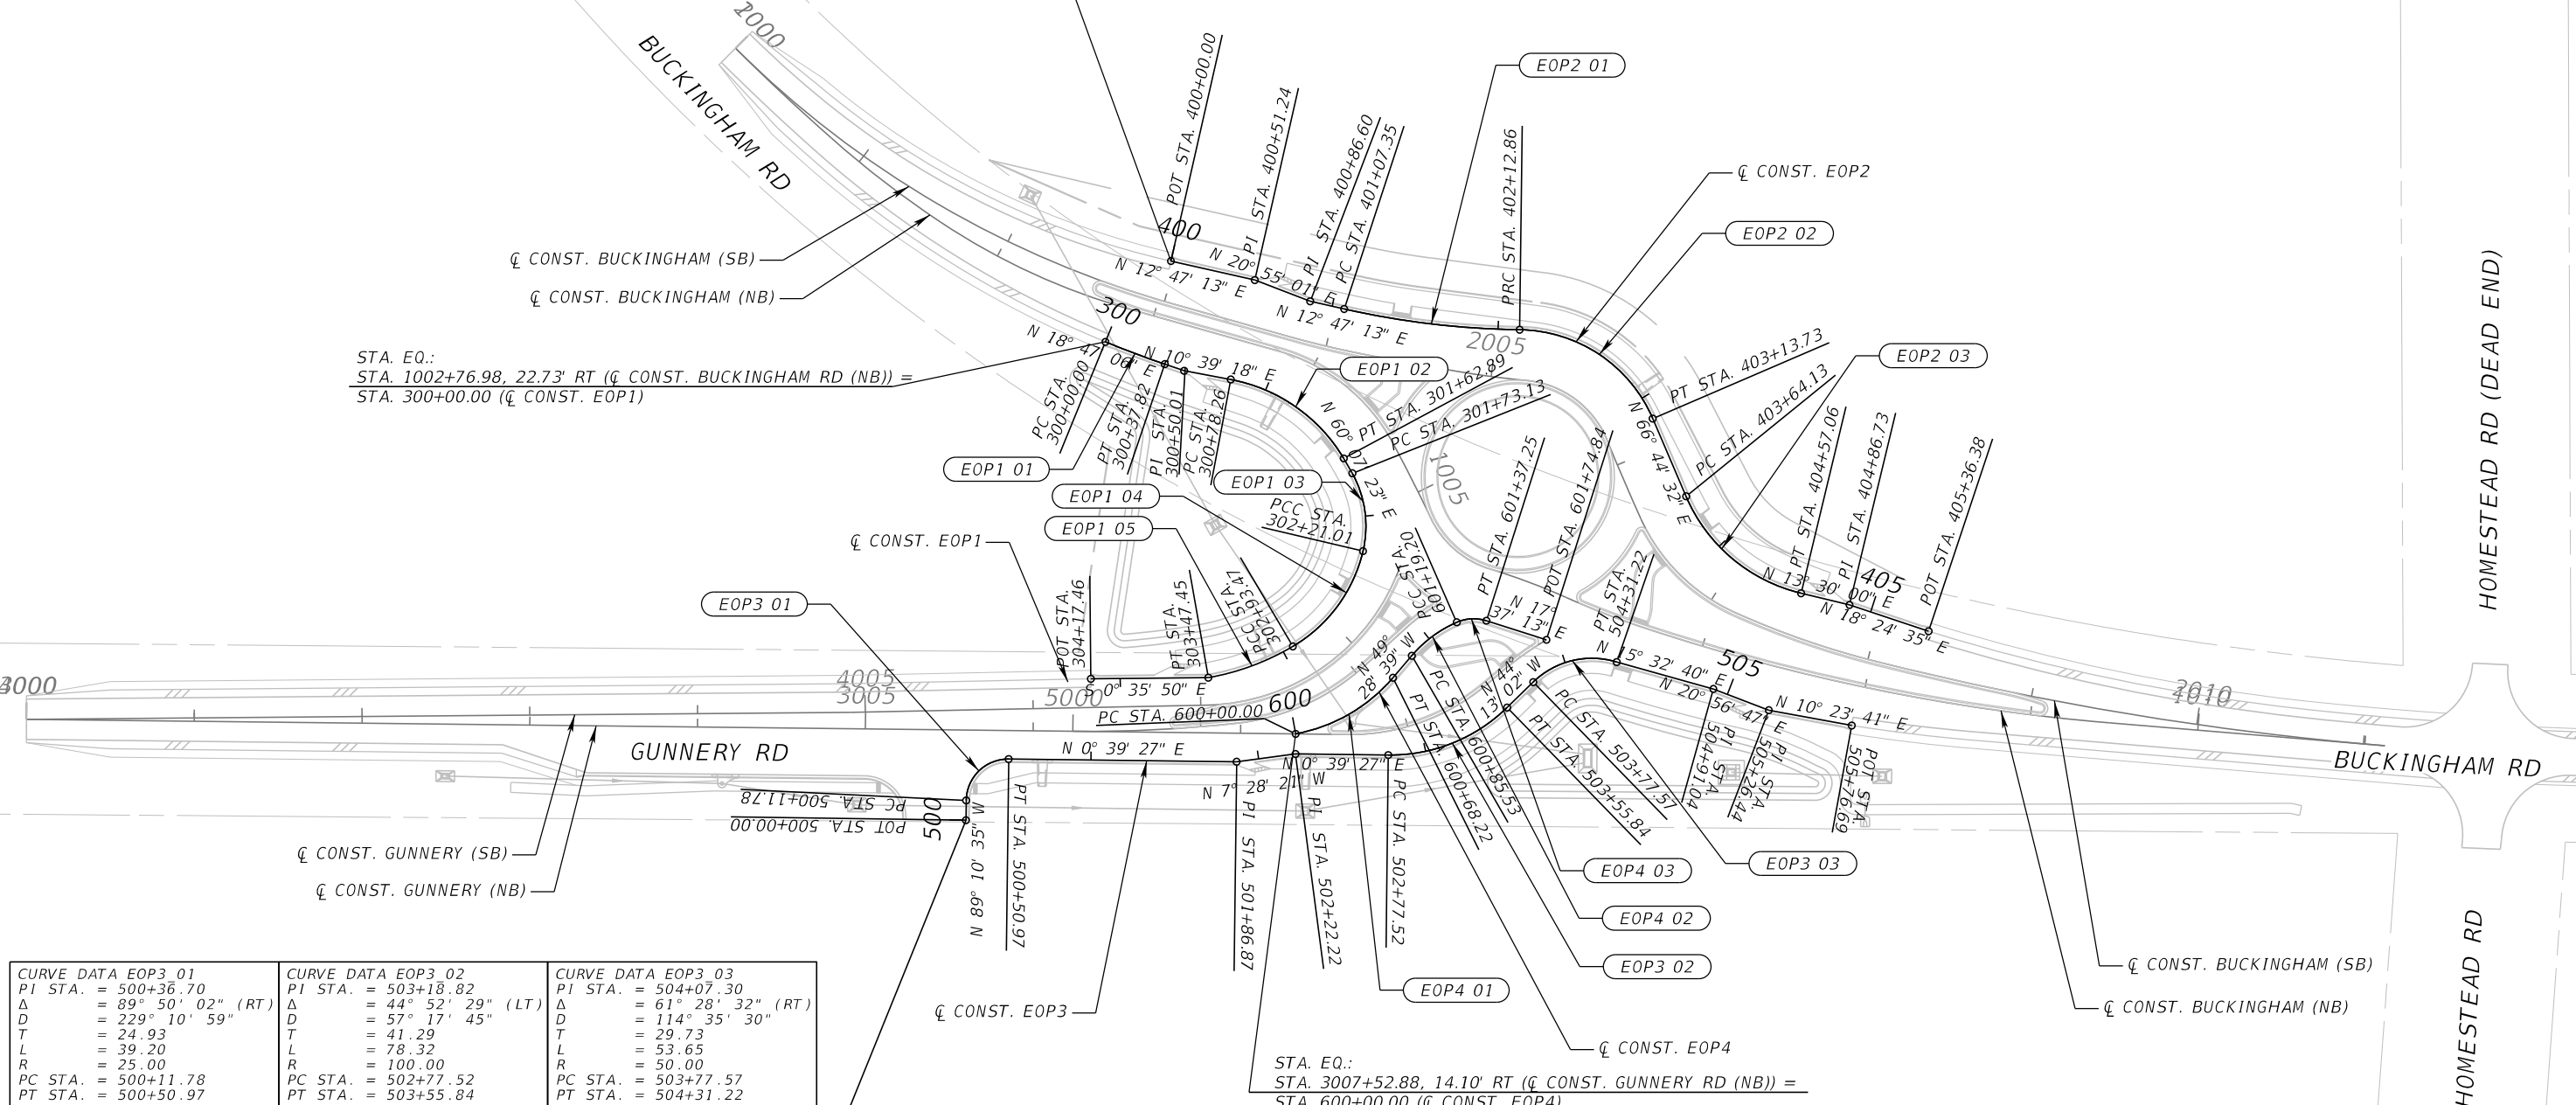 2000
1000
BUCKINGHAM RD
℄ CONST. BUCKINGHAM (SB)
℄ CONST. BUCKINGHAM (NB)
STA. EQ.:
STA. 1002+76.98, 22.73' RT (℄ CONST. BUCKINGHAM RD (NB)) =
STA. 300+00.00 (℄ CONST. EOP1)
POT STA. 400+00.00
PI STA. 400+51.24
PI STA. 400+86.60
PC STA. 401+07.35
PRC STA. 402+12.86
EOP2 01
℄ CONST. EOP2
EOP2 02
EOP2 03
400
N 12° 47' 13" E
N 20° 55' 01" E
N 12° 47' 13" E
2005
300
N 18° 47' 06" E
N 10° 39' 18" E
PC STA.
300+00.00
PT STA.
300+37.82
PI STA.
300+50.01
PC STA.
300+78.26
EOP1 02
N 60° 07' 23" E
PT STA. 301+62.89
PC STA. 301+73.13
PT STA. 403+13.73
PC STA. 403+64.13
N 66° 44' 32" E
PT STA. 404+57.06
PI STA. 404+86.73
POT STA. 405+36.38
405
N 13° 30' 00" E
N 18° 24' 35" E
EOP1 01
EOP1 03
EOP1 04
EOP1 05
PCC STA.
302+21.01
1005
℄ CONST. EOP1
EOP3 01
POT STA.
304+17.46
PT STA.
303+47.45
PCC STA.
302+93.47
PCC STA.
601+19.20
PT STA. 601+37.25
POT STA. 601+74.84
N 17° 37' 13" E
PT STA.
504+31.22
HOMESTEAD RD (DEAD END)
4005
3005
5000
S 0° 35' 50" E
PC STA. 600+00.00
600
N 49° 28' 39" W
N 44° 13' 02" W
N 15° 32' 40" E
505
N 20° 56' 47" E
N 10° 23' 41" E
2010
BUCKINGHAM RD
GUNNERY RD
N 0° 39' 27" E
N 7° 28' 21" W
N 0° 39' 27" E
PC STA. 500+11.78
POT STA. 500+00.00
500
N 89° 10' 35" W
PT STA. 500+50.97
PI STA. 501+86.87
PI STA. 502+22.22
PC STA. 502+77.52
PT STA. 600+68.22
PC STA. 600+85.53
PT STA. 503+55.84
PC STA. 503+77.57
PI STA.
504+91.04
PI STA.
505+26.44
POT STA.
505+76.69
℄ CONST. GUNNERY (SB)
℄ CONST. GUNNERY (NB)
EOP4 03
EOP3 03
EOP4 02
EOP3 02
EOP4 01
℄ CONST. EOP3
℄ CONST. EOP4
℄ CONST. BUCKINGHAM (SB)
℄ CONST. BUCKINGHAM (NB)
HOMESTEAD RD
CURVE DATA EOP3_01
PI STA. = 500+36.70
Δ = 89° 50' 02" (RT)
D = 229° 10' 59"
T = 24.93
L = 39.20
R = 25.00
PC STA. = 500+11.78
PT STA. = 500+50.97
CURVE DATA EOP3_02
PI STA. = 503+18.82
Δ = 44° 52' 29" (LT)
D = 57° 17' 45"
T = 41.29
L = 78.32
R = 100.00
PC STA. = 502+77.52
PT STA. = 503+55.84
CURVE DATA EOP3_03
PI STA. = 504+07.30
Δ = 61° 28' 32" (RT)
D = 114° 35' 30"
T = 29.73
L = 53.65
R = 50.00
PC STA. = 503+77.57
PT STA. = 504+31.22
STA. EQ.:
STA. 3007+52.88, 14.10' RT (℄ CONST. GUNNERY RD (NB)) =
STA. 600+00.00 (℄ CONST. EOP4)